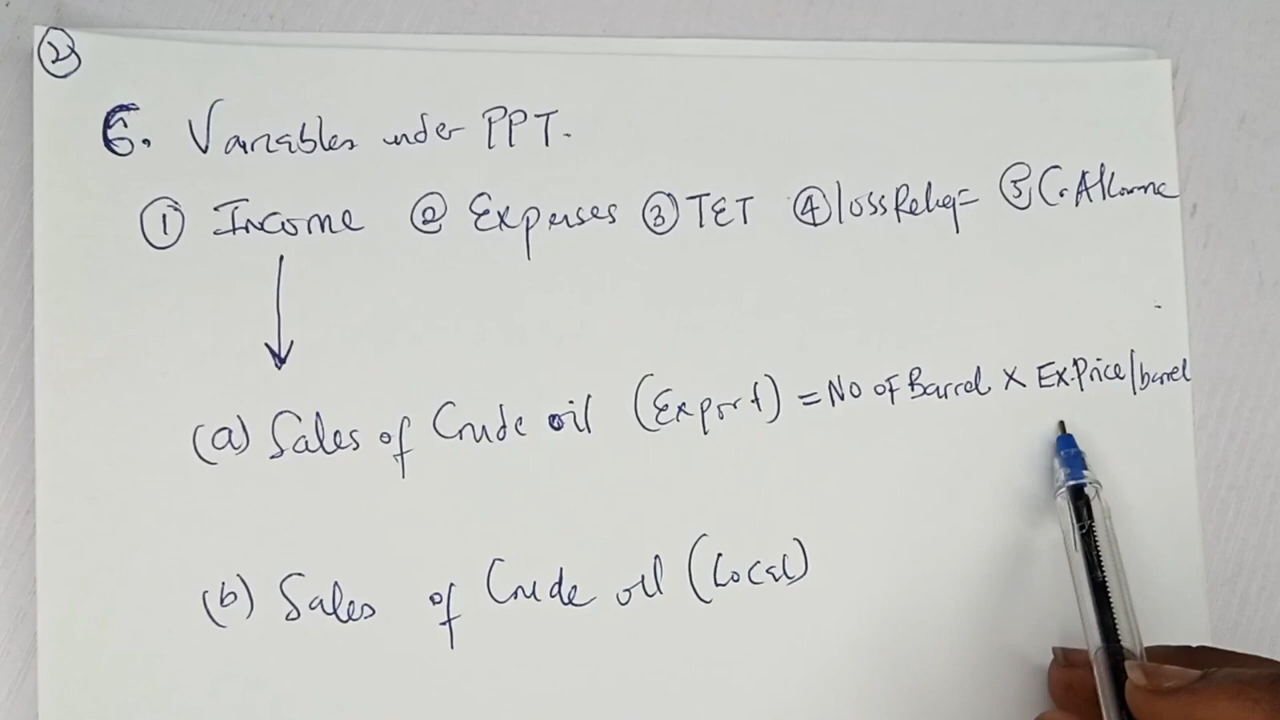 2
6. Variables under PPT.
① Income ② Expenses ③ TET ④ loss Relief ⑤ C. Allowance
(a) Sales of Crude oil (Export) = No of Barrel X Ex.Price/barrel
(b) Sales of Crude oil (Local)